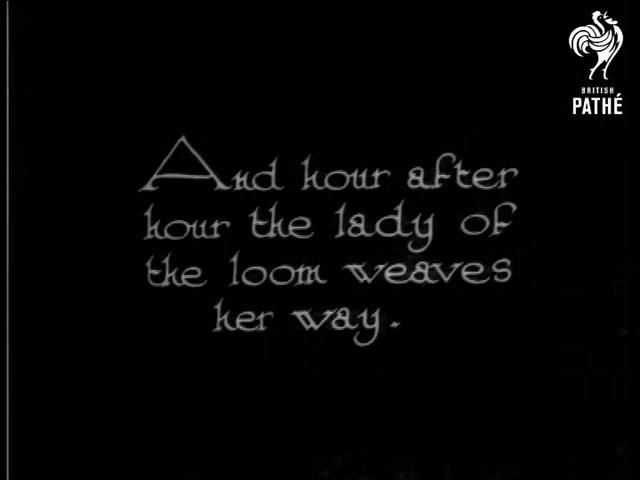 BRITISH
PATHÉ
And hour after
hour the lady of
the loom weaves
her way.